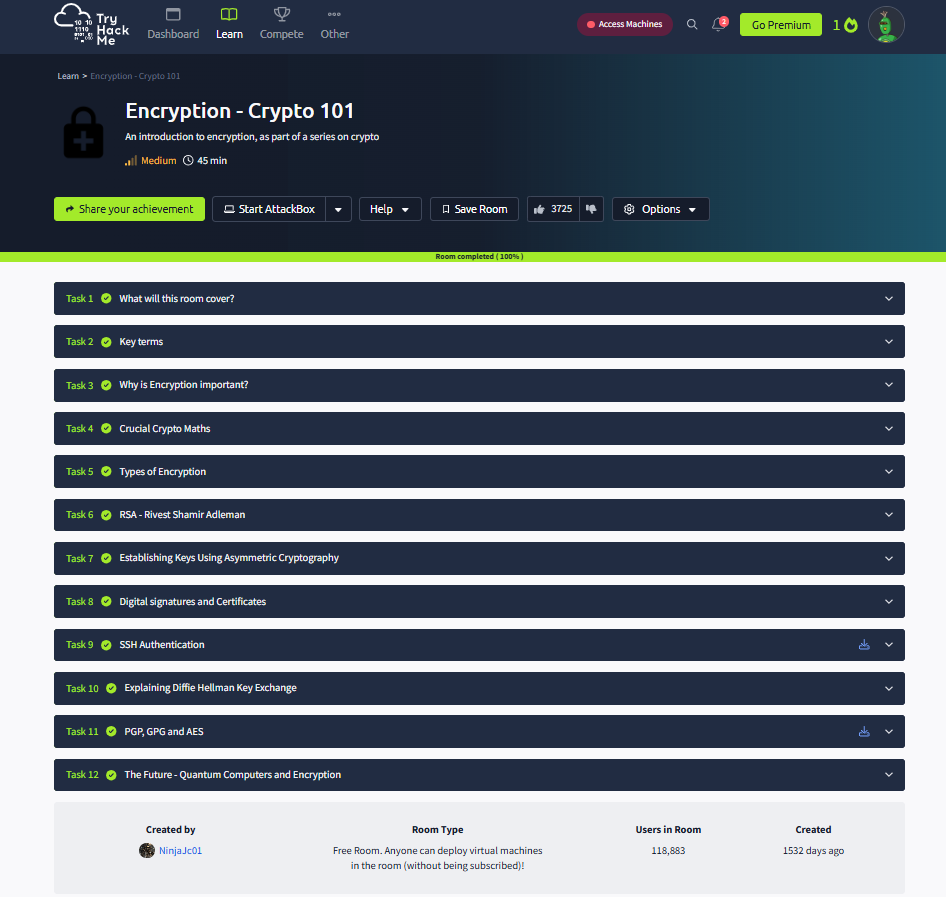 Try
Hack
Me
Dashboard
Learn
Compete
Other
Access Machines
2
Go Premium
1
Learn > Encryption - Crypto 101
Encryption - Crypto 101
An introduction to encryption, as part of a series on crypto
Medium 45 min
Share your achievement
Start AttackBox
Help
Save Room
3725
Options
Room completed ( 100% )
Task 1 What will this room cover?
Task 2 Key terms
Task 3 Why is Encryption important?
Task 4 Crucial Crypto Maths
Task 5 Types of Encryption
Task 6 RSA - Rivest Shamir Adleman
Task 7 Establishing Keys Using Asymmetric Cryptography
Task 8 Digital signatures and Certificates
Task 9 SSH Authentication
Task 10 Explaining Diffie Hellman Key Exchange
Task 11 PGP, GPG and AES
Task 12 The Future - Quantum Computers and Encryption
Created by
NinjaJc01
Room Type
Free Room. Anyone can deploy virtual machines
in the room (without being subscribed)!
Users in Room
118,883
Created
1532 days ago